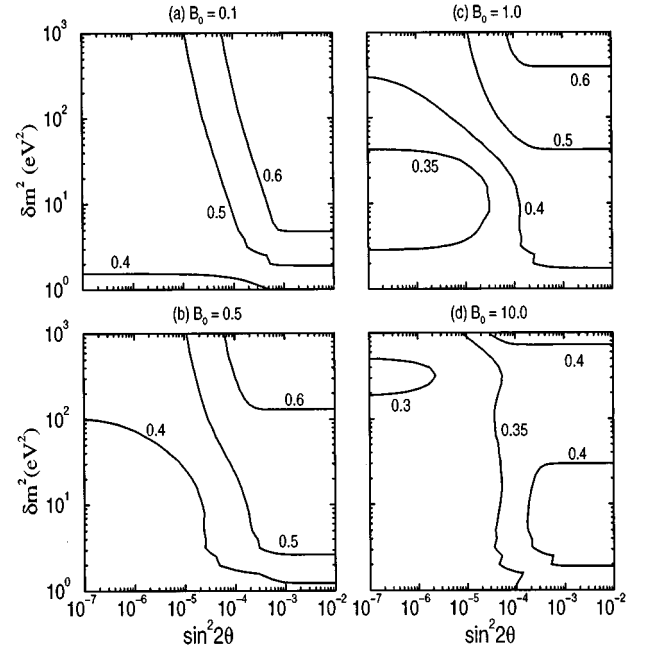 (a) B₀ = 0.1
(c) B₀ = 1.0
δm² (eV²)
10³
10²
10¹
10⁰
0.6
0.5
0.4
0.6
0.5
0.4
0.35
(b) B₀ = 0.5
(d) B₀ = 10.0
δm²(eV²)
10³
10²
10¹
10⁰
0.4
0.6
0.5
0.3
0.35
0.4
0.4
10⁻⁷ 10⁻⁶ 10⁻⁵ 10⁻⁴ 10⁻³ 10⁻²
10⁻⁷ 10⁻⁶ 10⁻⁵ 10⁻⁴ 10⁻³ 10⁻²
sin²2θ
sin²2θ